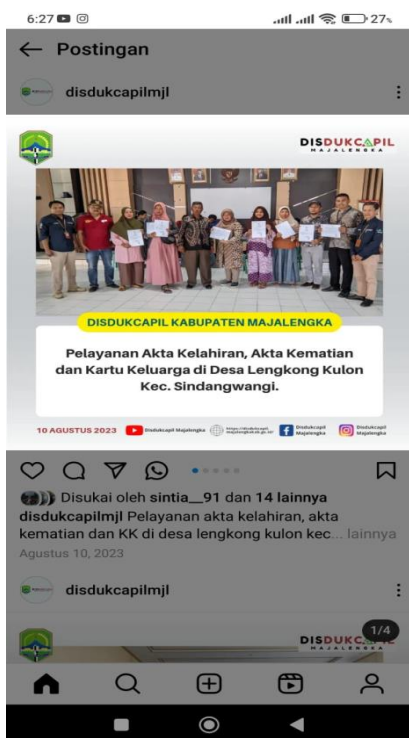 6:27
27%
Postingan
disdukcapilmjl
DISDUKCAPIL
MAJALENGKA
DISDUKCAPIL KABUPATEN MAJALENGKA
Pelayanan Akta Kelahiran, Akta Kematian
dan Kartu Keluarga di Desa Lengkong Kulon
Kec. Sindangwangi.
10 AGUSTUS 2023
Disdukcapil Majalengka
Disdukcapil
Majalengka
Disdukcapil
Majalengka
Disukai oleh sintia__91 dan 14 lainnya
disdukcapilmjl Pelayanan akta kelahiran, akta
kematian dan KK di desa lengkong kulon kec... lainnya
Agustus 10, 2023
disdukcapilmjl
1/4
DISDUKC
MAJALENGKA